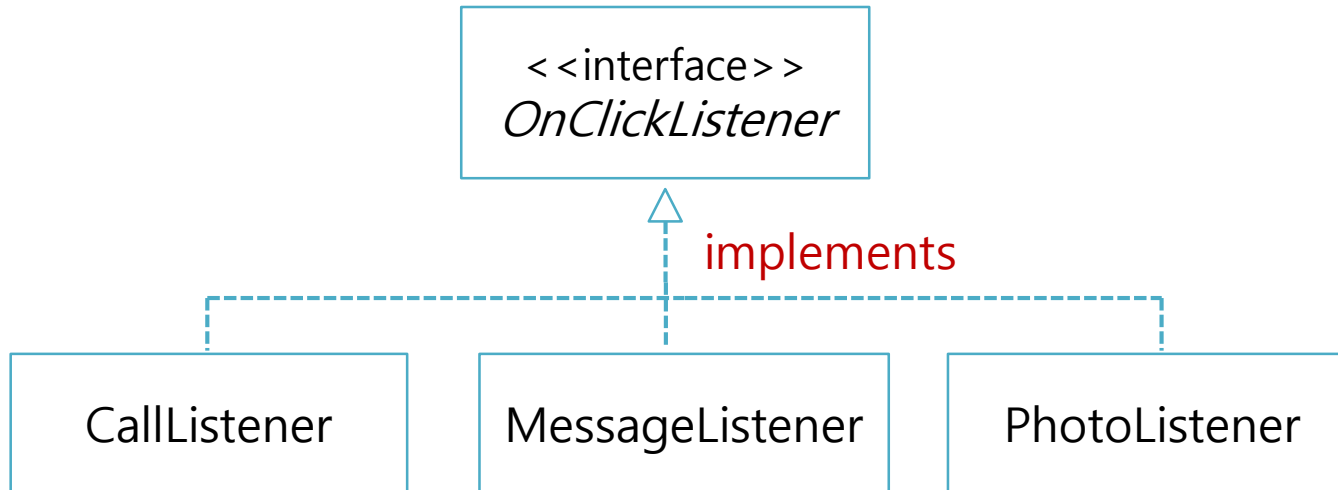 <<interface>>
OnClickListener
implements
CallListener
MessageListener
PhotoListener